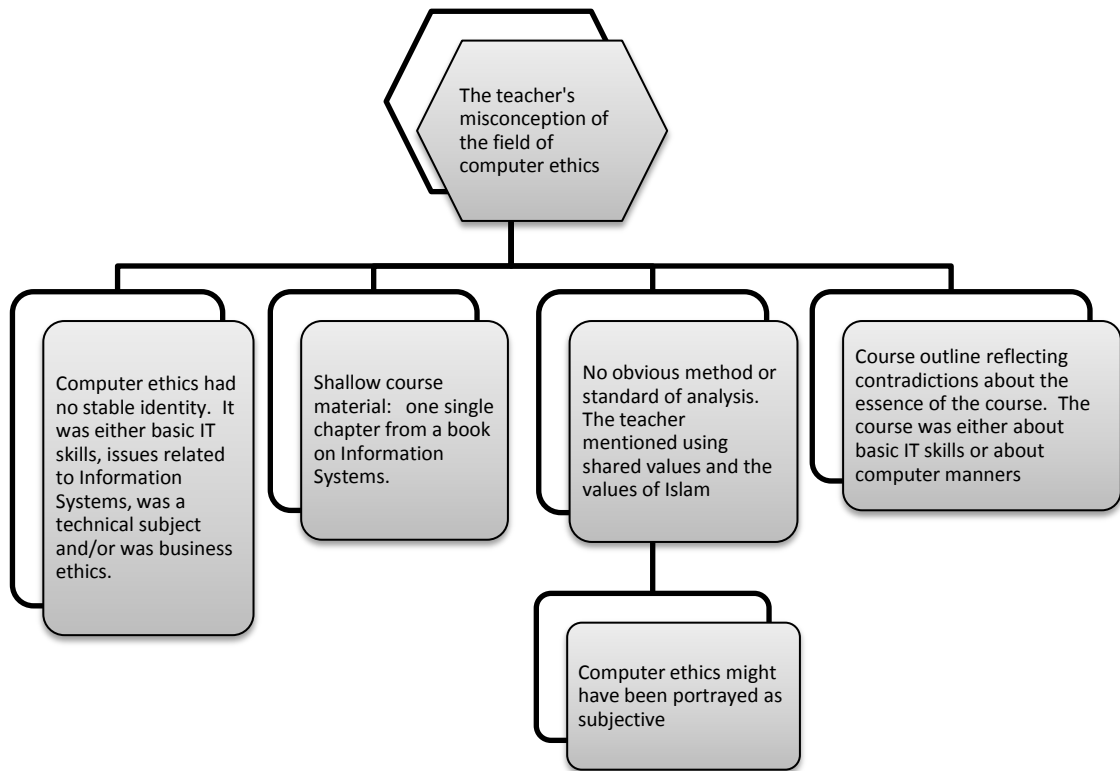 The teacher's
misconception of
the field of
computer ethics
Computer ethics had
no stable identity.  It
was either basic IT
skills, issues related
to Information
Systems, was a
technical subject
and/or was business
ethics.
Shallow course
material:   one single
chapter from a book
on Information
Systems.
No obvious method or
standard of analysis.
The teacher
mentioned using
shared values and the
values of Islam
Course outline reflecting
contradictions about the
essence of the course.  The
course was either about
basic IT skills or about
computer manners
Computer ethics might
have been portrayed as
subjective